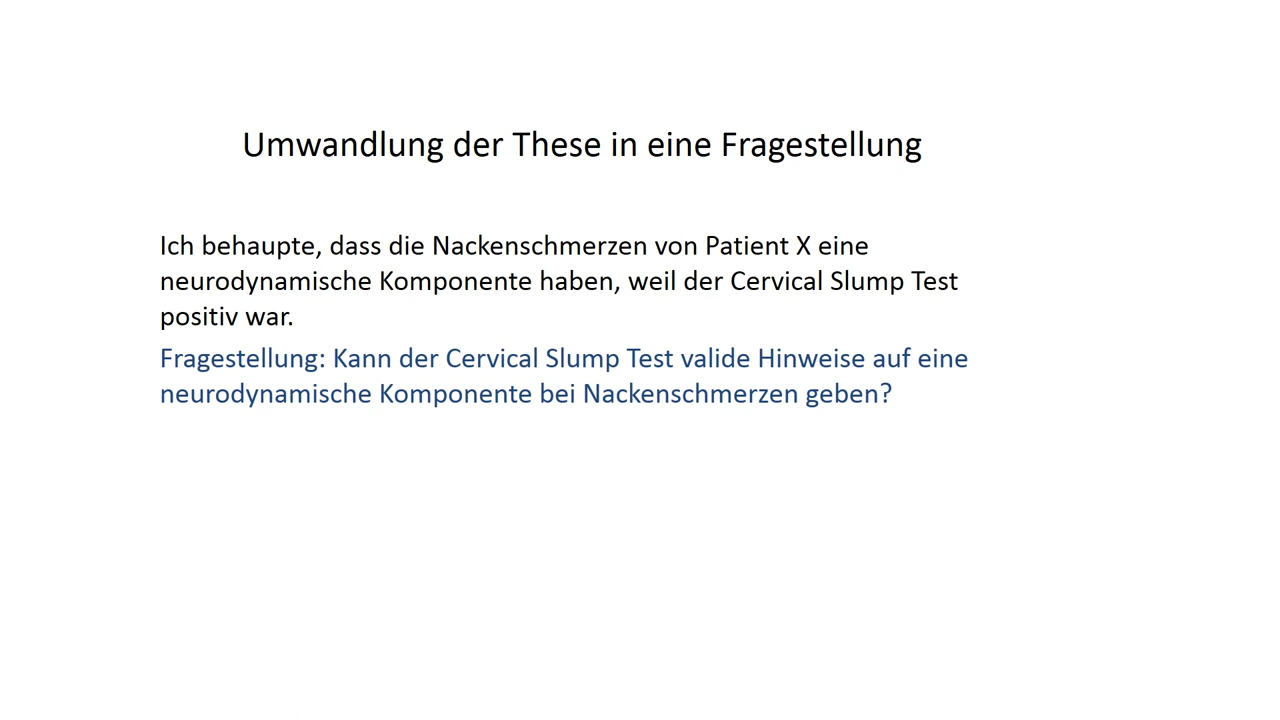 Umwandlung der These in eine Fragestellung
Ich behaupte, dass die Nackenschmerzen von Patient X eine
neurodynamische Komponente haben, weil der Cervical Slump Test
positiv war.
Fragestellung: Kann der Cervical Slump Test valide Hinweise auf eine
neurodynamische Komponente bei Nackenschmerzen geben?